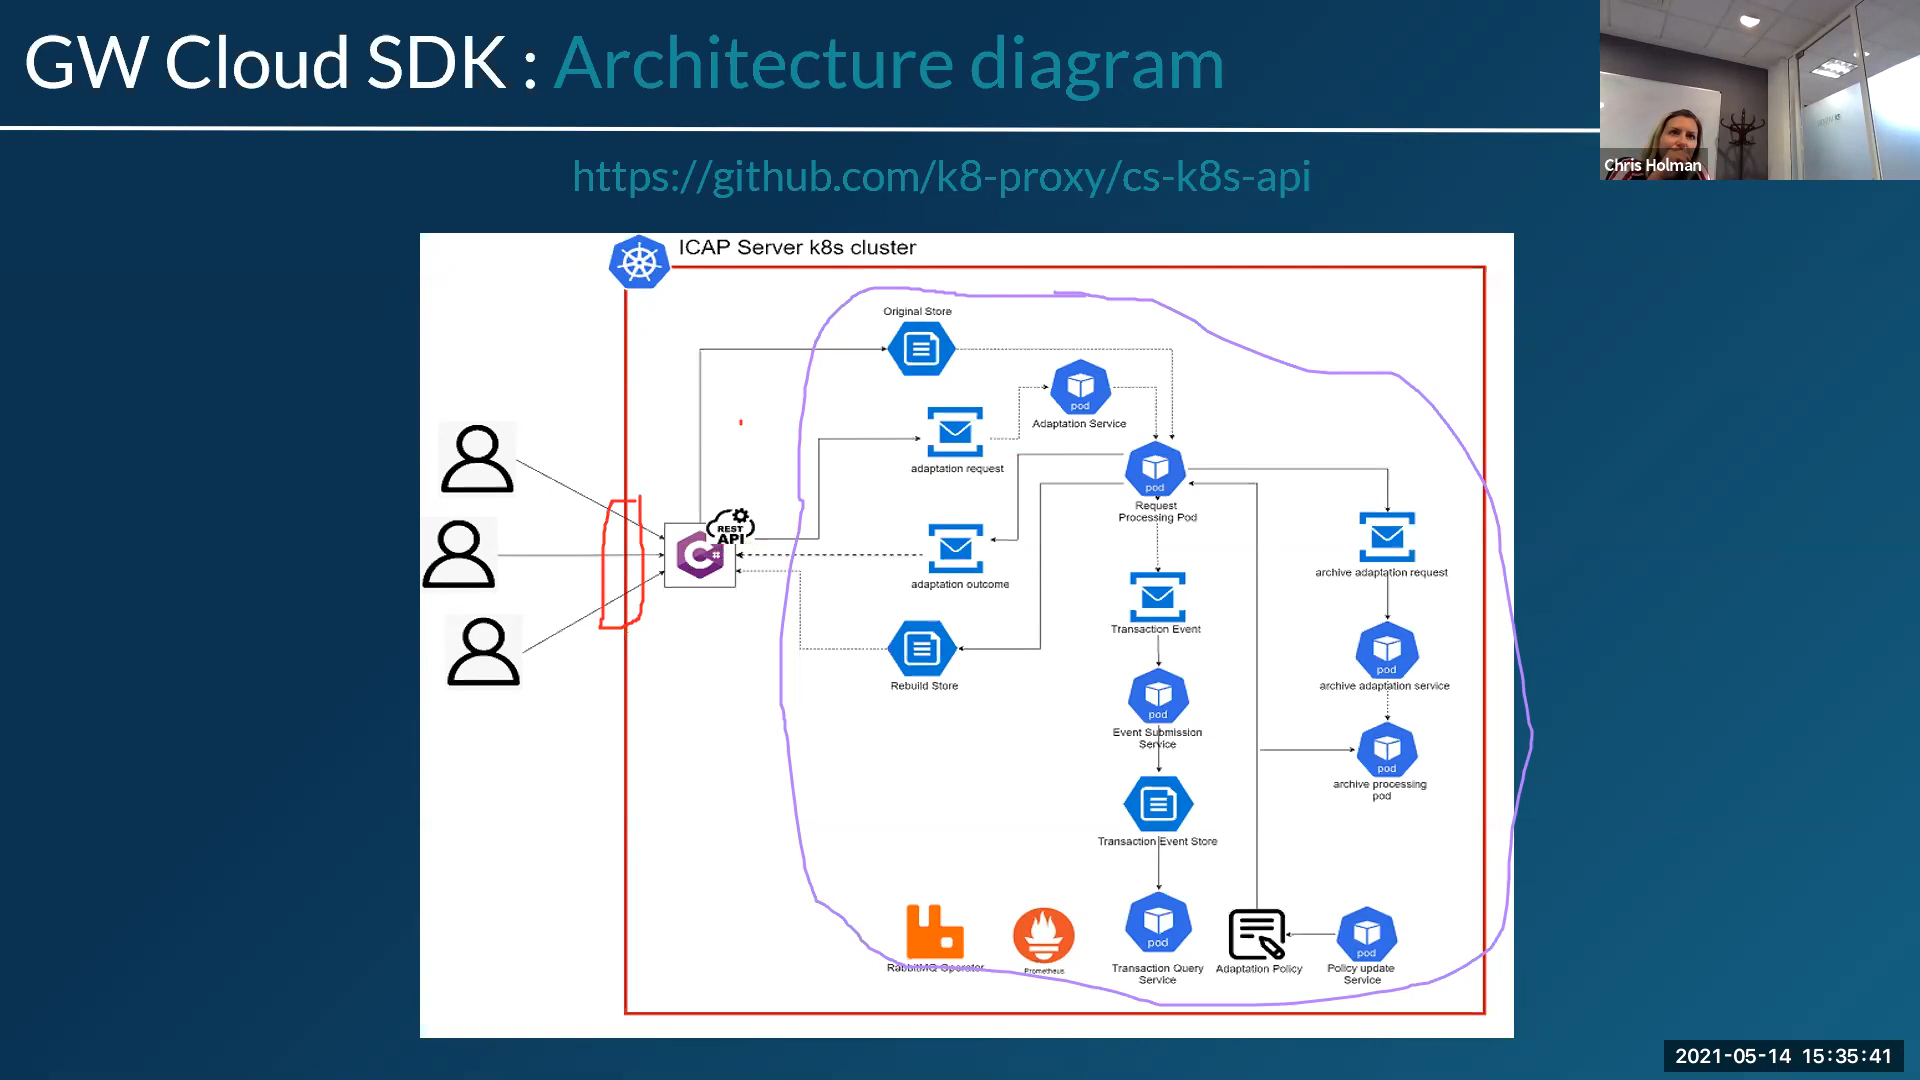 GW Cloud SDK : Architecture diagram
https://github.com/k8-proxy/cs-k8s-api
Chris Holman
ICAP Server k8s cluster
Original Store
pod
Adaptation Service
adaptation request
pod
Request
Processing Pod
REST
API
C#
adaptation outcome
archive adaptation request
Transaction Event
pod
archive adaptation service
Rebuild Store
pod
Event Submission
Service
pod
archive processing
pod
Transaction Event Store
RabbitMQ Operator
Prometheus
pod
Transaction Query
Service
Adaptation Policy
pod
Policy update
Service
2021-05-14 15:35:41